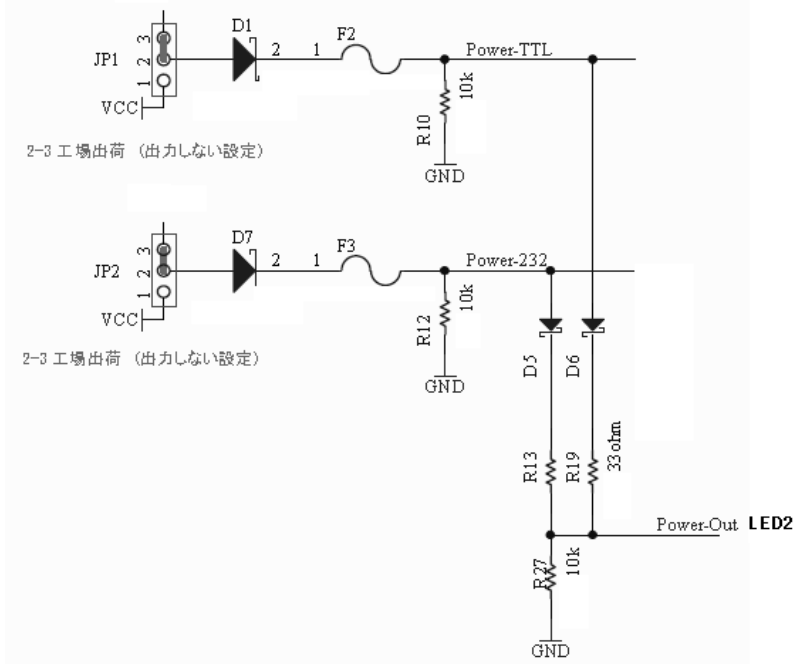 D1
F2
JP1
3
2
1
2
1
Power-TTL
10k
R10
VCC
GND
2-3 工場出荷 (出力しない設定)
D7
F3
JP2
3
2
1
2
1
Power-232
10k
R12
VCC
GND
2-3 工場出荷 (出力しない設定)
D5
D6
R13
R19
33ohm
Power-Out LED2
R27
10k
GND